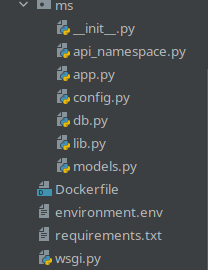 ms
__init__.py
api_namespace.py
app.py
config.py
db.py
lib.py
models.py
Dockerfile
environment.env
requirements.txt
wsgi.py